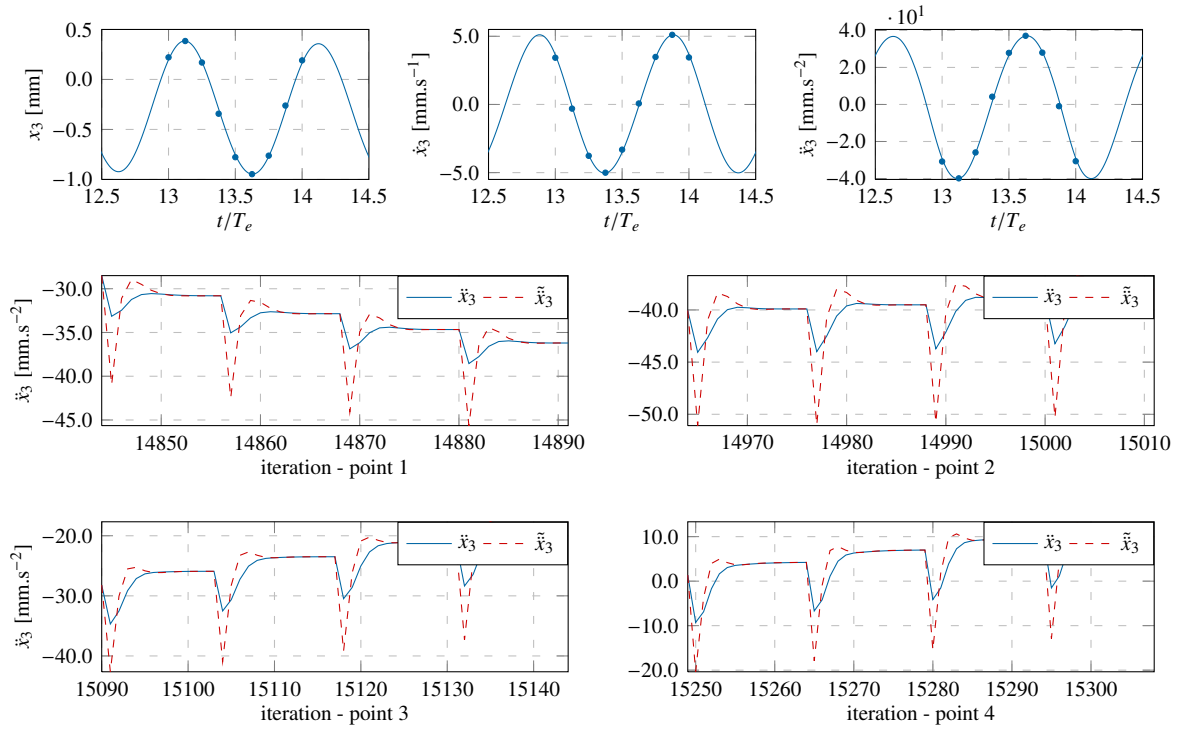 · 10¹
0.5
0.0
−0.5
−1.0
x₃ [mm]
12.5 13 13.5 14 14.5
t/Tₑ
5.0
0.0
−5.0
ẋ₃ [mm.s⁻¹]
12.5 13 13.5 14 14.5
t/Tₑ
4.0
2.0
0.0
−2.0
−4.0
ẍ₃ [mm.s⁻²]
12.5 13 13.5 14 14.5
t/Tₑ
−30.0
−35.0
−40.0
−45.0
ẍ₃ [mm.s⁻²]
ẍ₃ x̃̈₃
14850 14860 14870 14880 14890
iteration - point 1
−40.0
−45.0
−50.0
ẍ₃ x̃̈₃
14970 14980 14990 15000 15010
iteration - point 2
−20.0
−30.0
−40.0
ẍ₃ [mm.s⁻²]
ẍ₃ x̃̈₃
15090 15100 15110 15120 15130 15140
iteration - point 3
10.0
0.0
−10.0
−20.0
ẍ₃ x̃̈₃
15250 15260 15270 15280 15290 15300
iteration - point 4